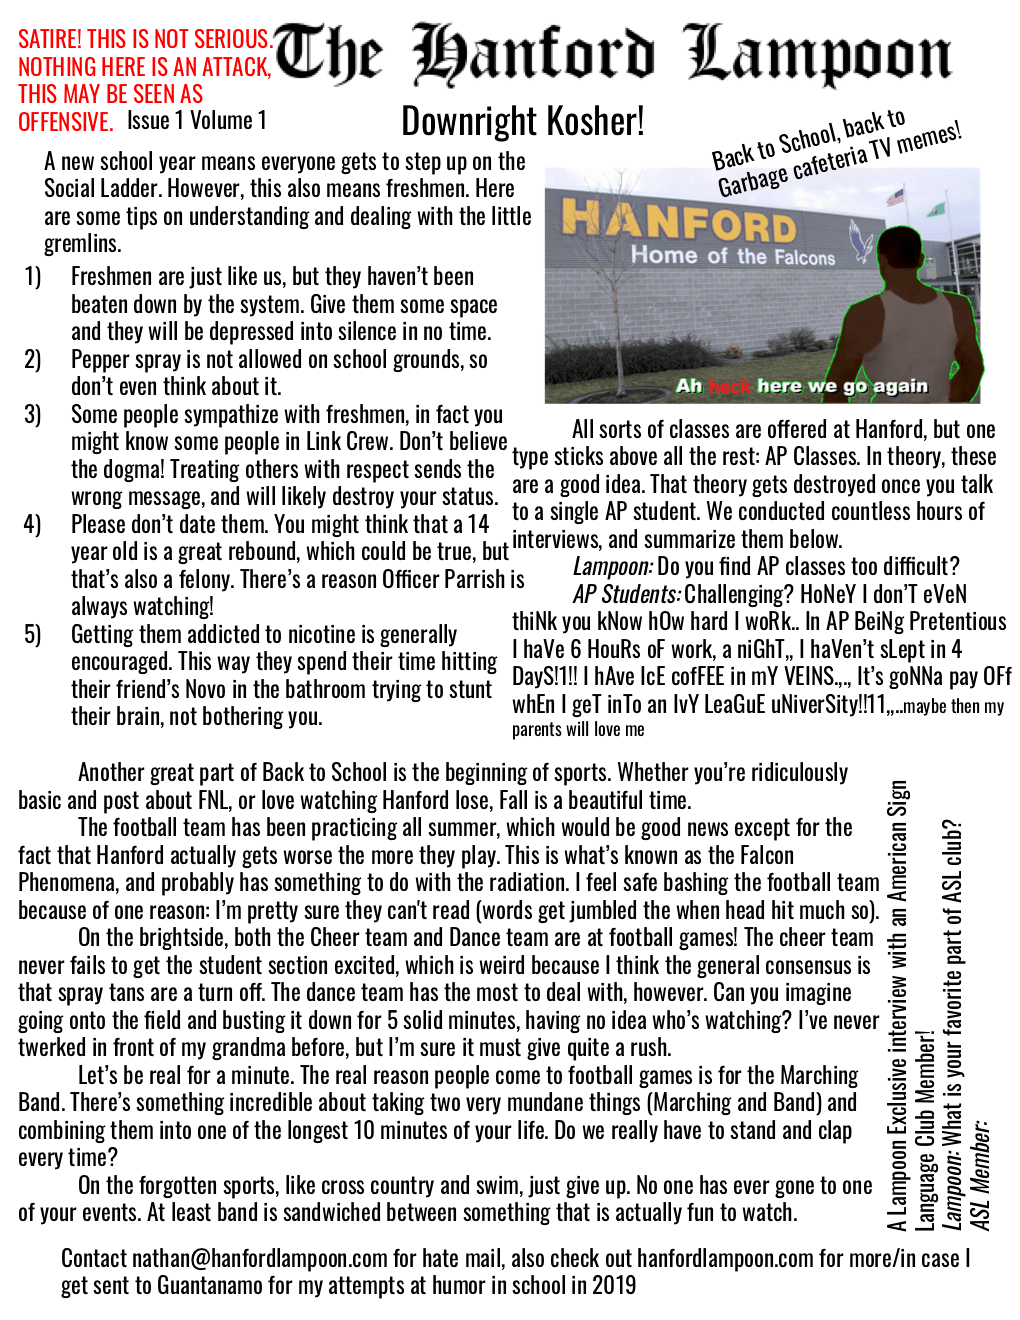 SATIRE! THIS IS NOT SERIOUS.
NOTHING HERE IS AN ATTACK,
THIS MAY BE SEEN AS
OFFENSIVE. Issue 1 Volume 1
The Hanford Lampoon
Downright Kosher!
A new school year means everyone gets to step up on the
Social Ladder. However, this also means freshmen. Here
are some tips on understanding and dealing with the little
gremlins.
1) Freshmen are just like us, but they haven't been
beaten down by the system. Give them some space
and they will be depressed into silence in no time.
2) Pepper spray is not allowed on school grounds, so
don't even think about it.
3) Some people sympathize with freshmen, in fact you
might know some people in Link Crew. Don't believe
the dogma! Treating others with respect sends the
wrong message, and will likely destroy your status.
4) Please don't date them. You might think that a 14
year old is a great rebound, which could be true, but
that's also a felony. There's a reason Officer Parrish is
always watching!
5) Getting them addicted to nicotine is generally
encouraged. This way they spend their time hitting
their friend's Novo in the bathroom trying to stunt
their brain, not bothering you.
Back to School, back to
Garbage cafeteria TV memes!
HANFORD
Home of the Falcons
Ah heck here we go again
All sorts of classes are offered at Hanford, but one
type sticks above all the rest: AP Classes. In theory, these
are a good idea. That theory gets destroyed once you talk
to a single AP student. We conducted countless hours of
interviews, and summarize them below.
Lampoon: Do you find AP classes too difficult?
AP Students: Challenging? HoNeY I don'T eVeN
thiNk you kNow hOw hard I woRk.. In AP BeiNg Pretentious
I haVe 6 HouRs oF work, a niGhT,, I haVen't sLept in 4
DayS!1!! I hAve IcE cofFEE in mY VEINS.,., It's goNNa pay OFf
whEn I geT inTo an IvY LeaGuE uNiverSity!!11,,..maybe then my
parents will love me
Another great part of Back to School is the beginning of sports. Whether you're ridiculously
basic and post about FNL, or love watching Hanford lose, Fall is a beautiful time.
The football team has been practicing all summer, which would be good news except for the
fact that Hanford actually gets worse the more they play. This is what's known as the Falcon
Phenomena, and probably has something to do with the radiation. I feel safe bashing the football team
because of one reason: I'm pretty sure they can't read (words get jumbled the when head hit much so).
On the brightside, both the Cheer team and Dance team are at football games! The cheer team
never fails to get the student section excited, which is weird because I think the general consensus is
that spray tans are a turn off. The dance team has the most to deal with, however. Can you imagine
going onto the field and busting it down for 5 solid minutes, having no idea who's watching? I've never
twerked in front of my grandma before, but I'm sure it must give quite a rush.
Let's be real for a minute. The real reason people come to football games is for the Marching
Band. There's something incredible about taking two very mundane things (Marching and Band) and
combining them into one of the longest 10 minutes of your life. Do we really have to stand and clap
every time?
On the forgotten sports, like cross country and swim, just give up. No one has ever gone to one
of your events. At least band is sandwiched between something that is actually fun to watch.
A Lampoon Exclusive interview with an American Sign
Language Club Member!
Lampoon: What is your favorite part of ASL club?
ASL Member:
Contact nathan@hanfordlampoon.com for hate mail, also check out hanfordlampoon.com for more/in case I
get sent to Guantanamo for my attempts at humor in school in 2019